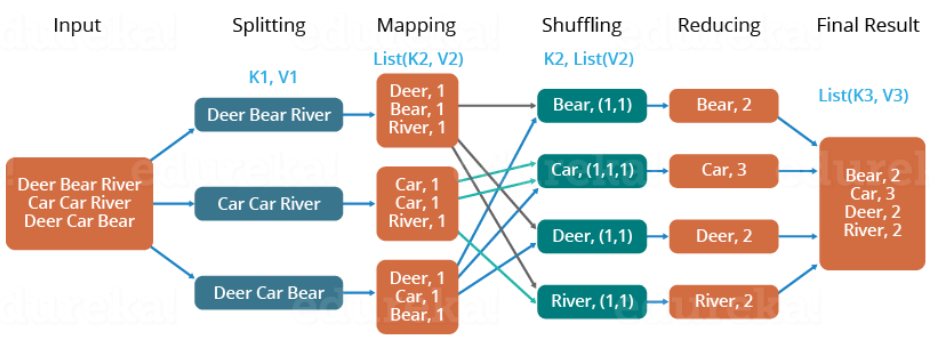 Input
Splitting
Mapping
Shuffling
Reducing
Final Result
K1, V1
List(K2, V2)
K2, List(V2)
List(K3, V3)
Deer Bear River
Car Car River
Deer Car Bear
Deer Bear River
Car Car River
Deer Car Bear
Deer, 1
Bear, 1
River, 1
Car, 1
Car, 1
River, 1
Deer, 1
Car, 1
Bear, 1
Bear, (1,1)
Car, (1,1,1)
Deer, (1,1)
River, (1,1)
Bear, 2
Car, 3
Deer, 2
River, 2
Bear, 2
Car, 3
Deer, 2
River, 2
edureka!